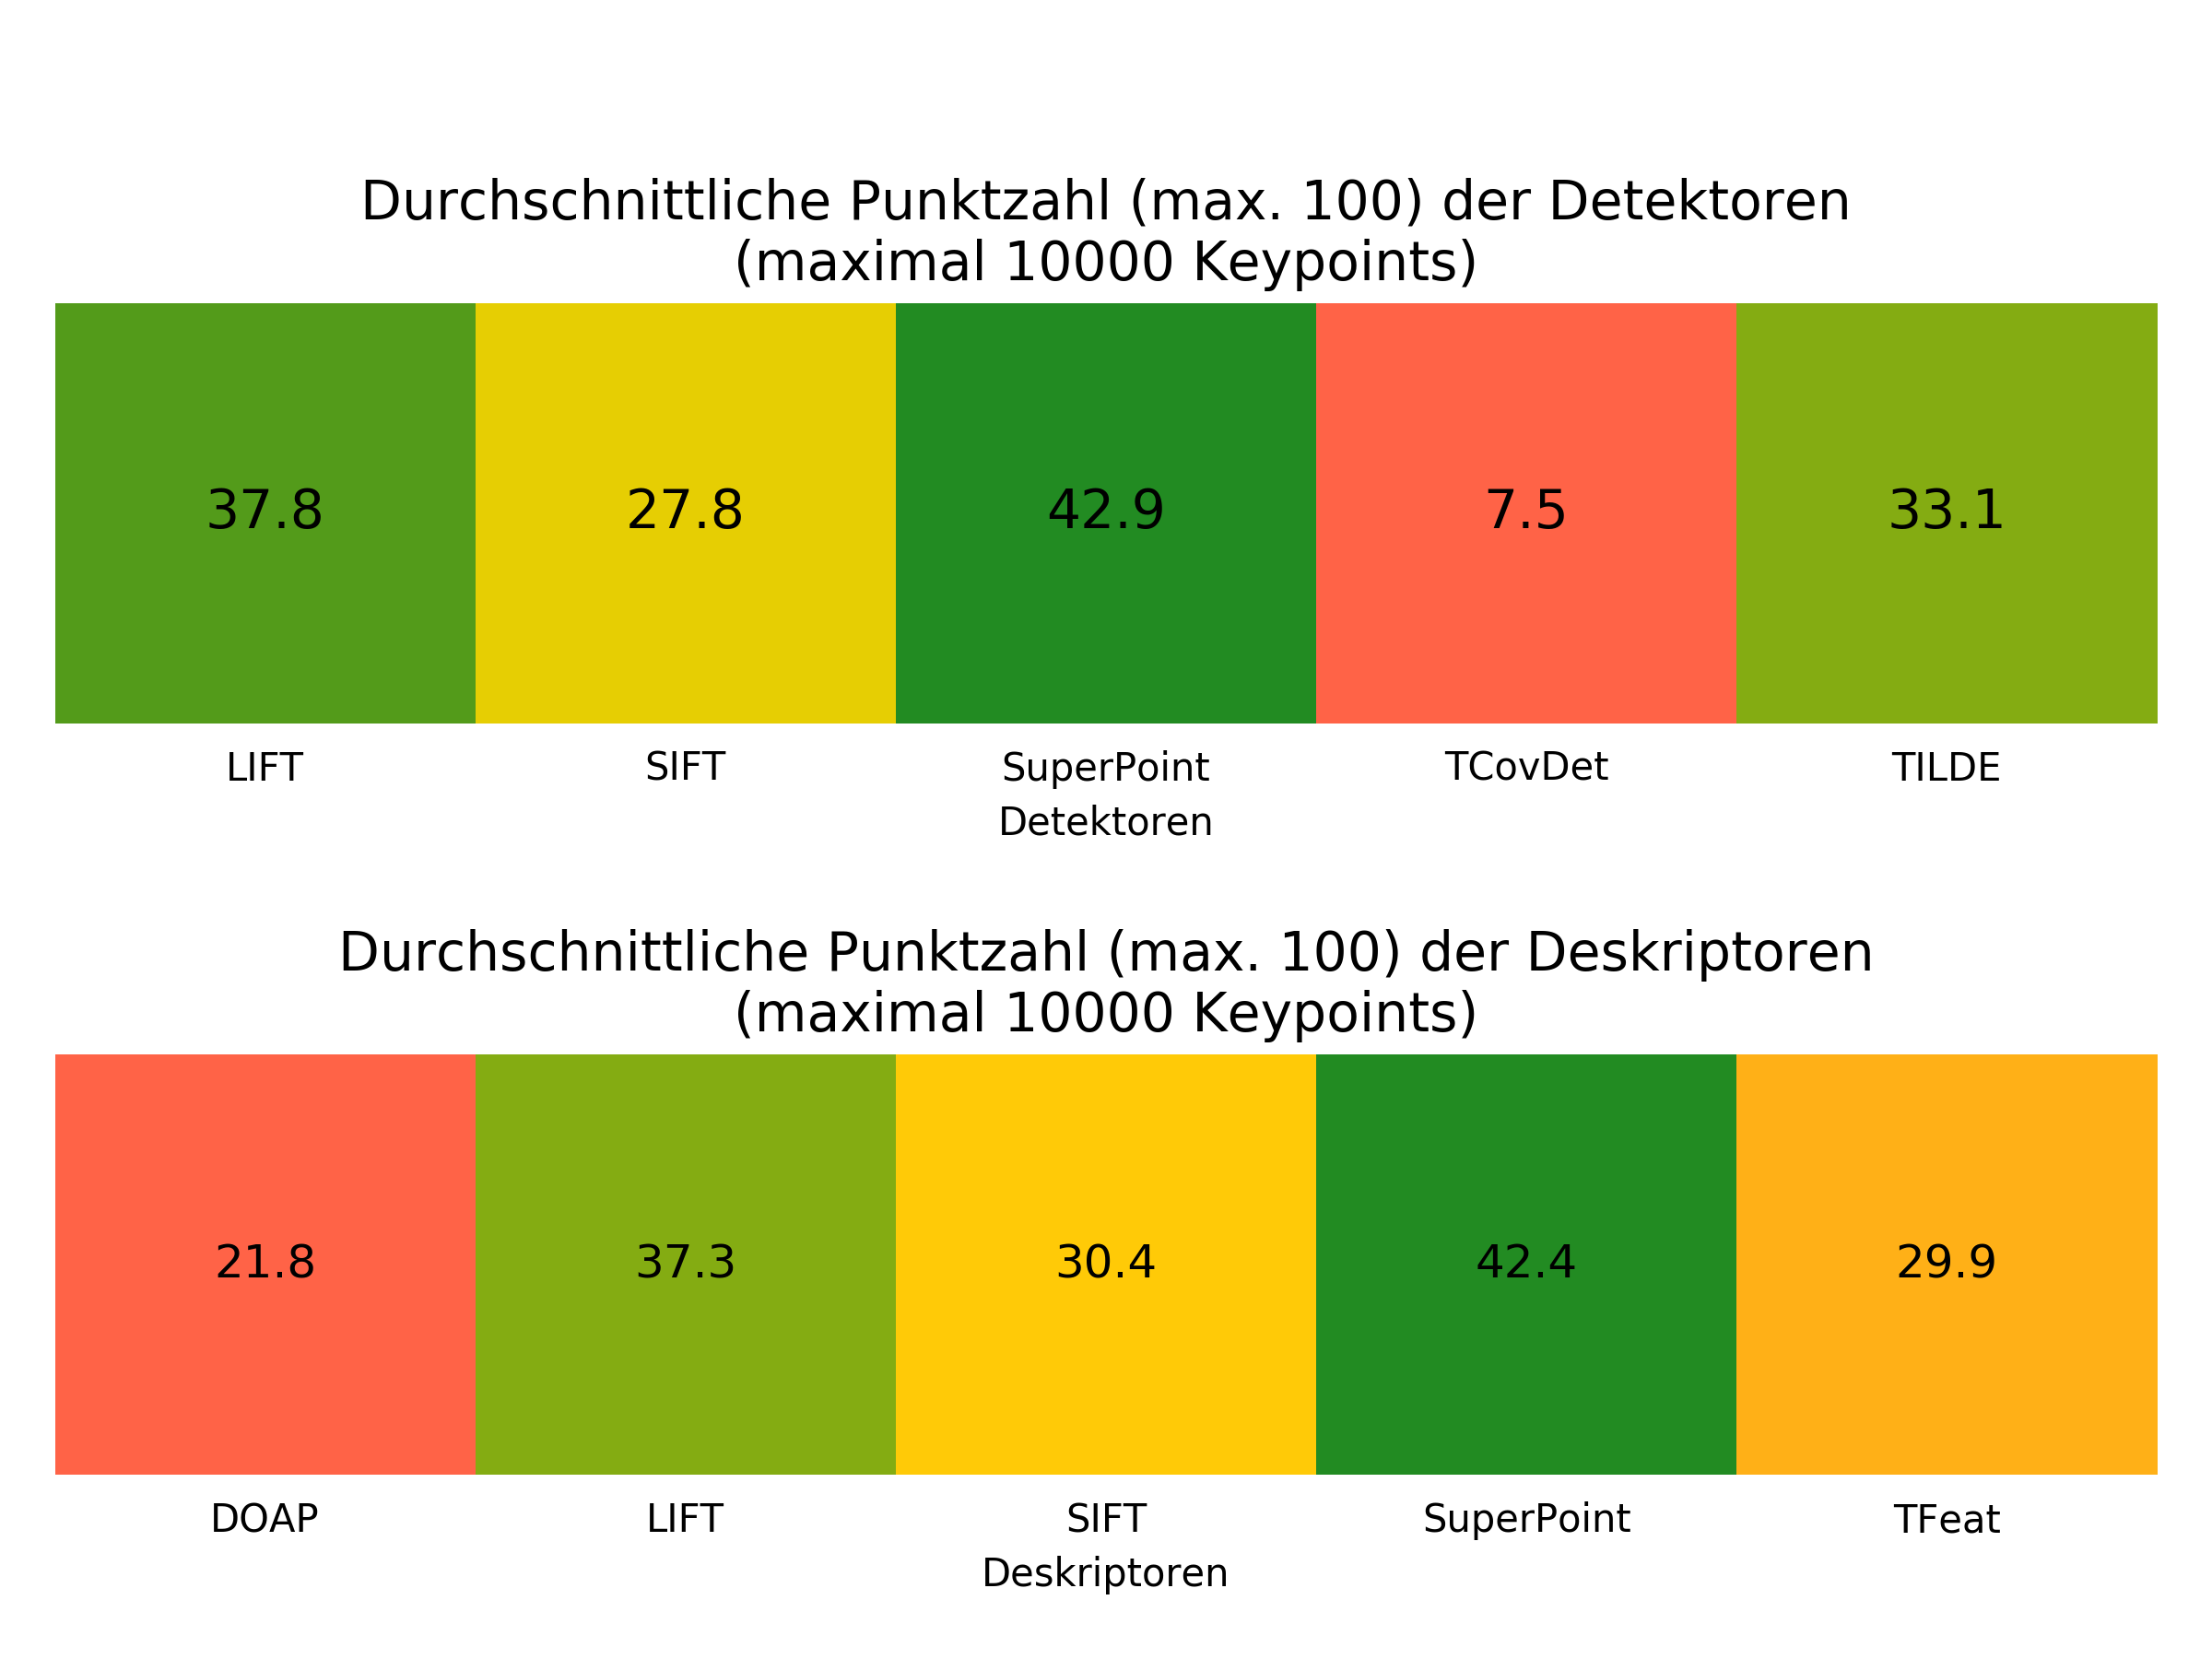 Durchschnittliche Punktzahl (max. 100) der Detektoren
(maximal 10000 Keypoints)
37.8 27.8 42.9 7.5 33.1
LIFT SIFT SuperPoint TCovDet TILDE
Detektoren
Durchschnittliche Punktzahl (max. 100) der Deskriptoren
(maximal 10000 Keypoints)
21.8 37.3 30.4 42.4 29.9
DOAP LIFT SIFT SuperPoint TFeat
Deskriptoren